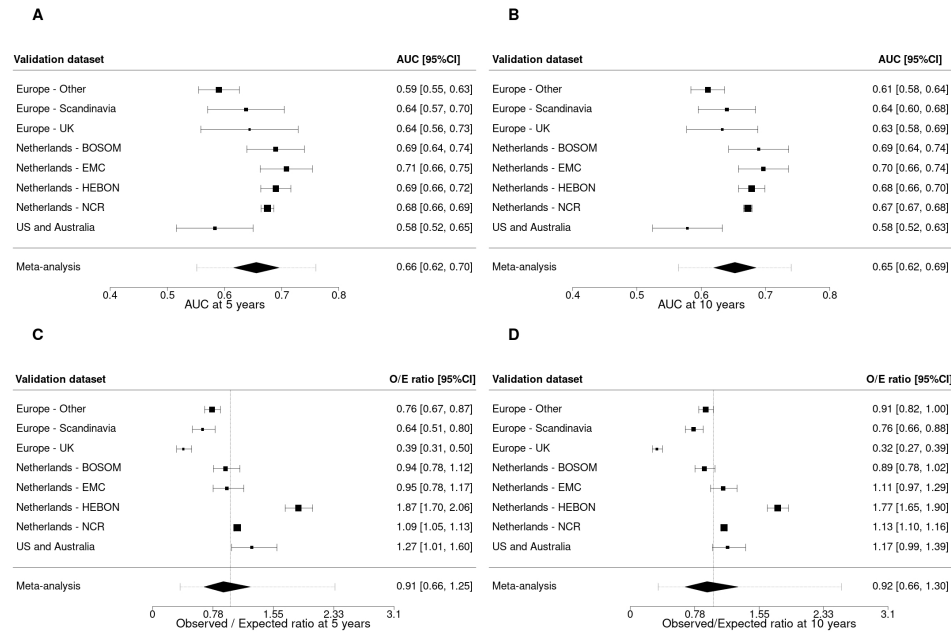 A
Validation dataset AUC [95%CI]
Europe - Other 0.59 [0.55, 0.63]
Europe - Scandinavia 0.64 [0.57, 0.70]
Europe - UK 0.64 [0.56, 0.73]
Netherlands - BOSOM 0.69 [0.64, 0.74]
Netherlands - EMC 0.71 [0.66, 0.75]
Netherlands - HEBON 0.69 [0.66, 0.72]
Netherlands - NCR 0.68 [0.66, 0.69]
US and Australia 0.58 [0.52, 0.65]
Meta-analysis 0.66 [0.62, 0.70]
0.4 0.5 0.6 0.7 0.8
AUC at 5 years
B
Validation dataset AUC [95%CI]
Europe - Other 0.61 [0.58, 0.64]
Europe - Scandinavia 0.64 [0.60, 0.68]
Europe - UK 0.63 [0.58, 0.69]
Netherlands - BOSOM 0.69 [0.64, 0.74]
Netherlands - EMC 0.70 [0.66, 0.74]
Netherlands - HEBON 0.68 [0.66, 0.70]
Netherlands - NCR 0.67 [0.67, 0.68]
US and Australia 0.58 [0.52, 0.63]
Meta-analysis 0.65 [0.62, 0.69]
0.4 0.5 0.6 0.7 0.8
AUC at 10 years
C
Validation dataset O/E ratio [95%CI]
Europe - Other 0.76 [0.67, 0.87]
Europe - Scandinavia 0.64 [0.51, 0.80]
Europe - UK 0.39 [0.31, 0.50]
Netherlands - BOSOM 0.94 [0.78, 1.12]
Netherlands - EMC 0.95 [0.78, 1.17]
Netherlands - HEBON 1.87 [1.70, 2.06]
Netherlands - NCR 1.09 [1.05, 1.13]
US and Australia 1.27 [1.01, 1.60]
Meta-analysis 0.91 [0.66, 1.25]
0 0.78 1.55 2.33 3.1
Observed / Expected ratio at 5 years
D
Validation dataset O/E ratio [95%CI]
Europe - Other 0.91 [0.82, 1.00]
Europe - Scandinavia 0.76 [0.66, 0.88]
Europe - UK 0.32 [0.27, 0.39]
Netherlands - BOSOM 0.89 [0.78, 1.02]
Netherlands - EMC 1.11 [0.97, 1.29]
Netherlands - HEBON 1.77 [1.65, 1.90]
Netherlands - NCR 1.13 [1.10, 1.16]
US and Australia 1.17 [0.99, 1.39]
Meta-analysis 0.92 [0.66, 1.30]
0 0.78 1.55 2.33 3.1
Observed/Expected ratio at 10 years